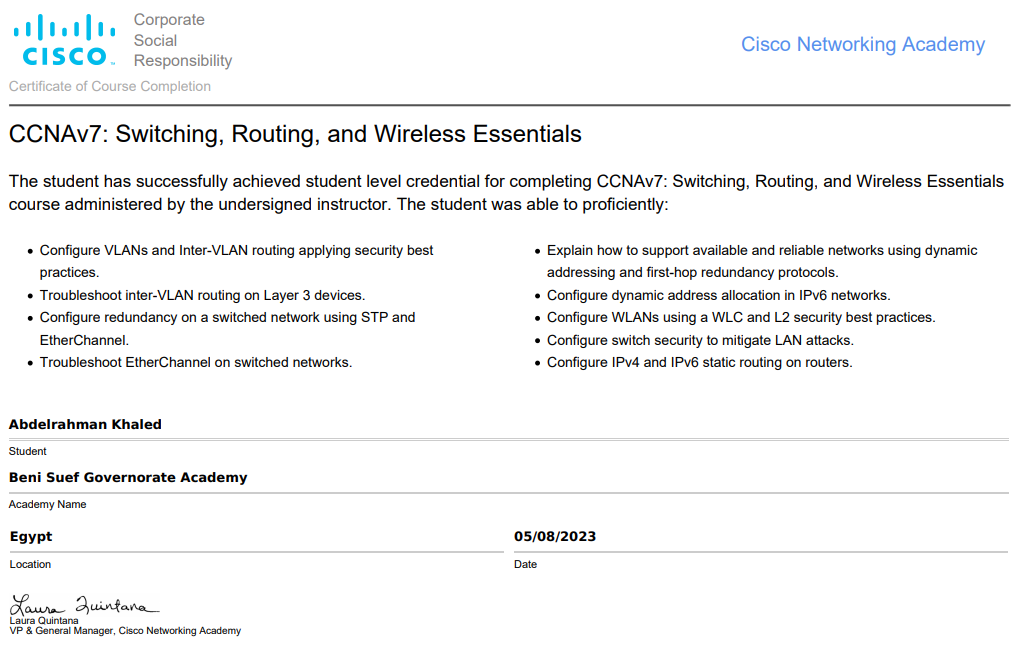 Corporate
Social
Responsibility
CISCO
Cisco Networking Academy
Certificate of Course Completion
CCNAv7: Switching, Routing, and Wireless Essentials
The student has successfully achieved student level credential for completing CCNAv7: Switching, Routing, and Wireless Essentials
course administered by the undersigned instructor. The student was able to proficiently:
• Configure VLANs and Inter-VLAN routing applying security best
practices.
• Troubleshoot inter-VLAN routing on Layer 3 devices.
• Configure redundancy on a switched network using STP and
EtherChannel.
• Troubleshoot EtherChannel on switched networks.
• Explain how to support available and reliable networks using dynamic
addressing and first-hop redundancy protocols.
• Configure dynamic address allocation in IPv6 networks.
• Configure WLANs using a WLC and L2 security best practices.
• Configure switch security to mitigate LAN attacks.
• Configure IPv4 and IPv6 static routing on routers.
Abdelrahman Khaled
Student
Beni Suef Governorate Academy
Academy Name
Egypt
Location
05/08/2023
Date
Laura Quintana
Laura Quintana
VP & General Manager, Cisco Networking Academy